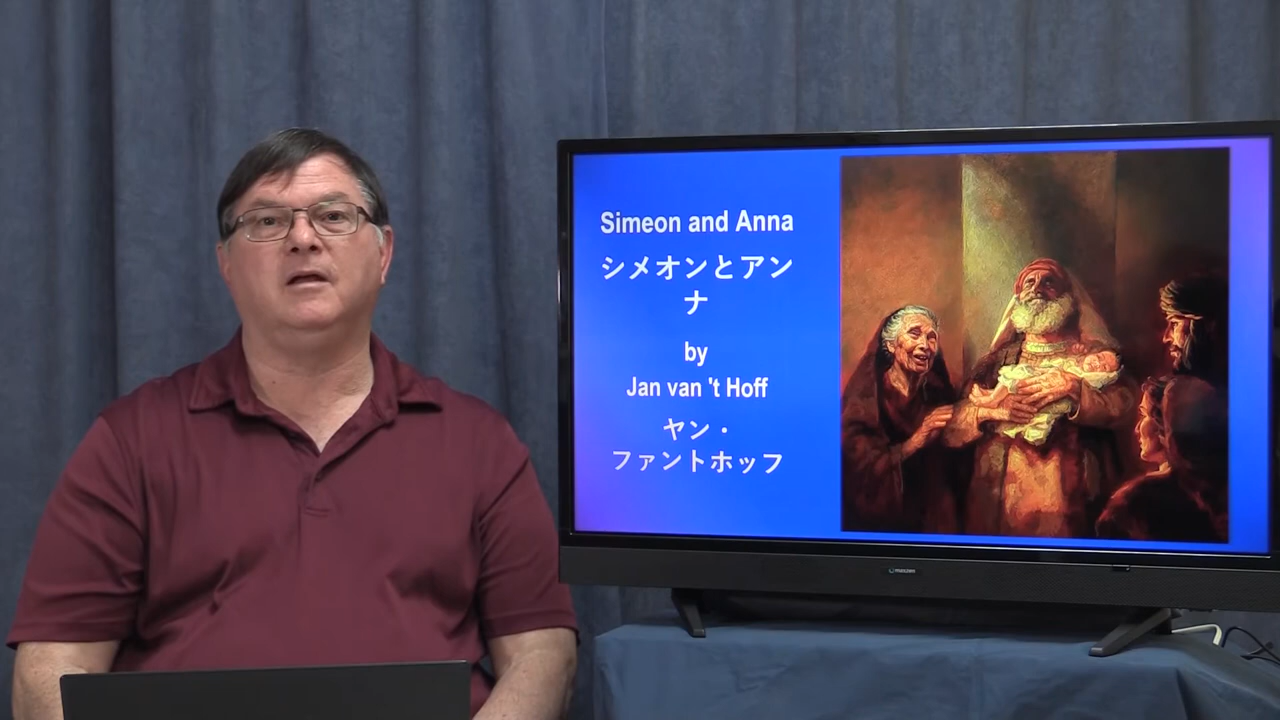 Simeon and Anna
シメオンとアン
ナ
by
Jan van 't Hoff
ヤン・
ファントホッフ